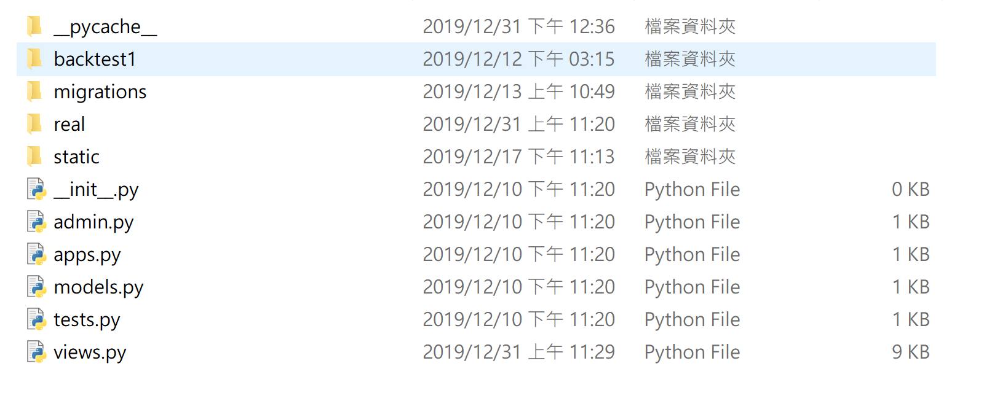 __pycache__ 2019/12/31 下午 12:36 檔案資料夾
backtest1 2019/12/12 下午 03:15 檔案資料夾
migrations 2019/12/13 上午 10:49 檔案資料夾
real 2019/12/31 上午 11:20 檔案資料夾
static 2019/12/17 下午 11:13 檔案資料夾
__init__.py 2019/12/10 下午 11:20 Python File 0 KB
admin.py 2019/12/10 下午 11:20 Python File 1 KB
apps.py 2019/12/10 下午 11:20 Python File 1 KB
models.py 2019/12/10 下午 11:20 Python File 1 KB
tests.py 2019/12/10 下午 11:20 Python File 1 KB
views.py 2019/12/31 上午 11:29 Python File 9 KB